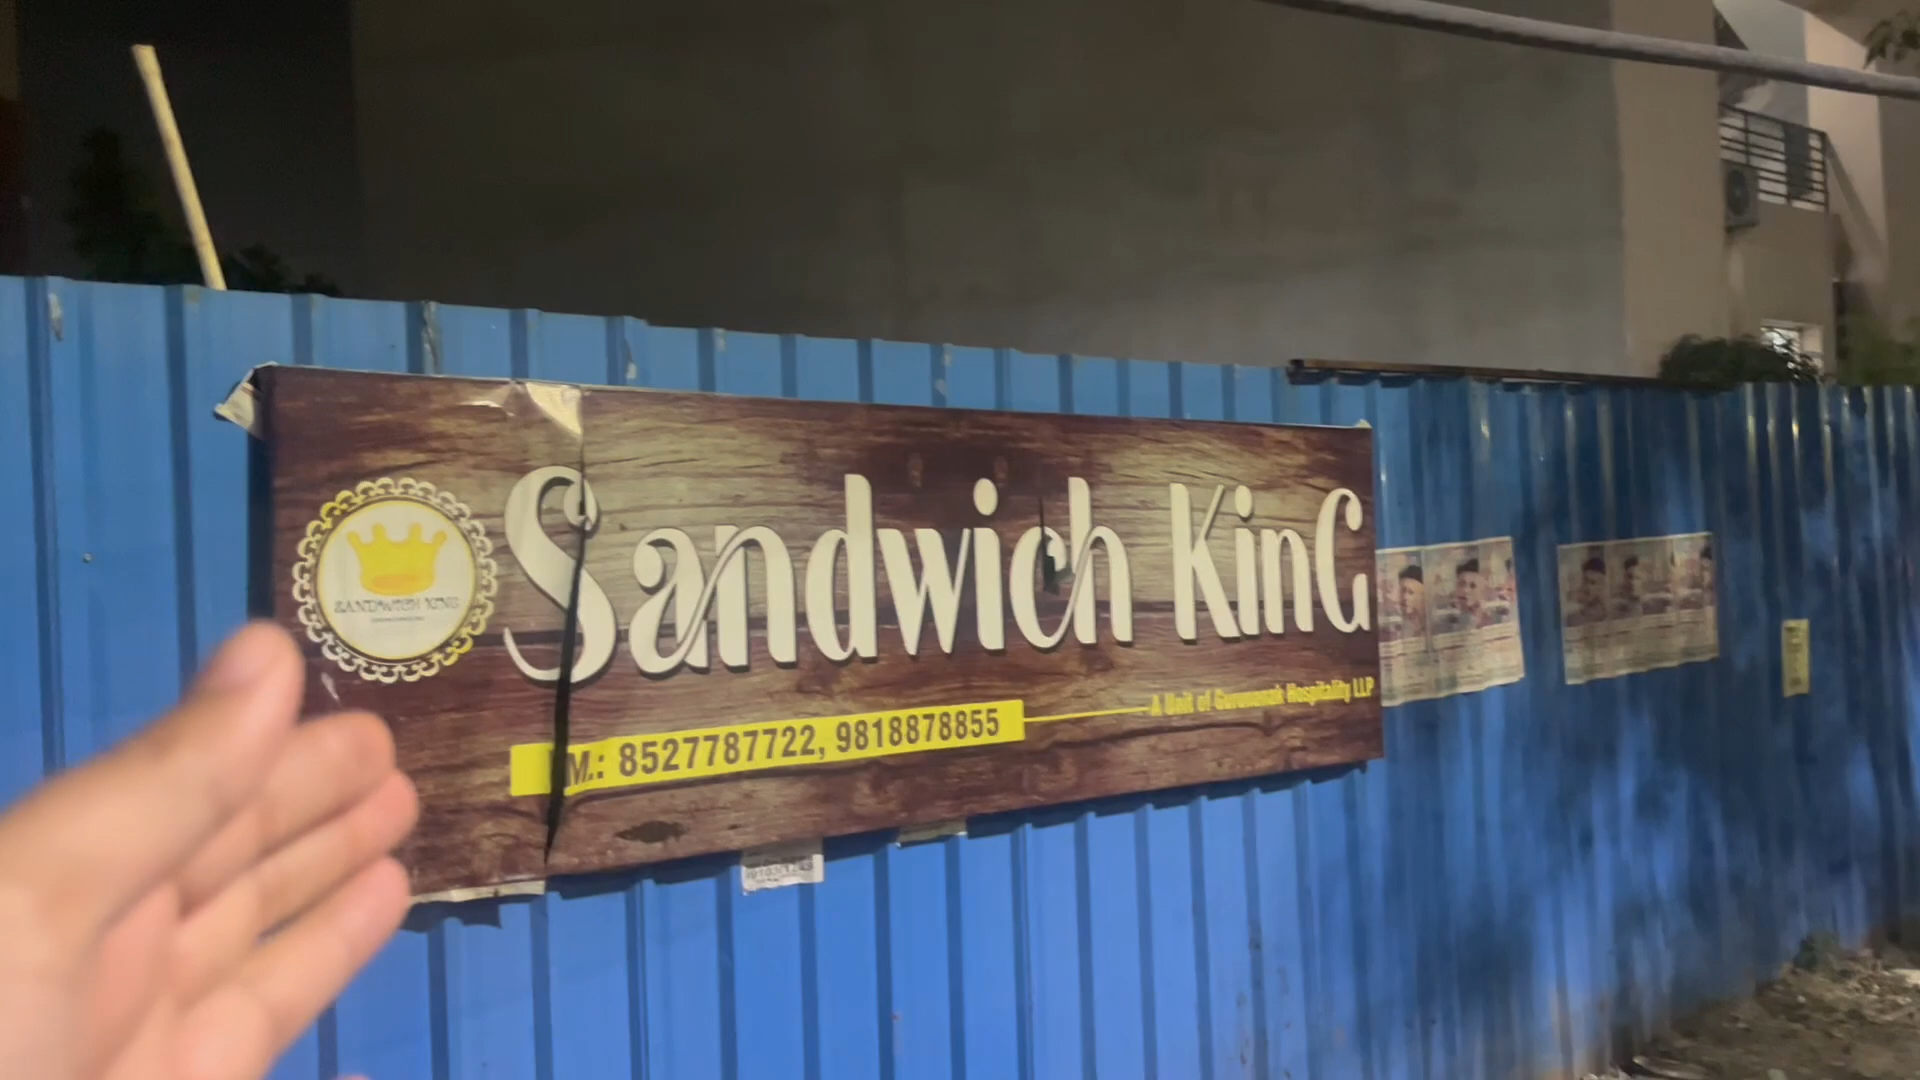 SANDWICH KING
Sandwich KinG
M.: 8527787722, 9818878855
A Unit of Gurunanak Hospitality LLP